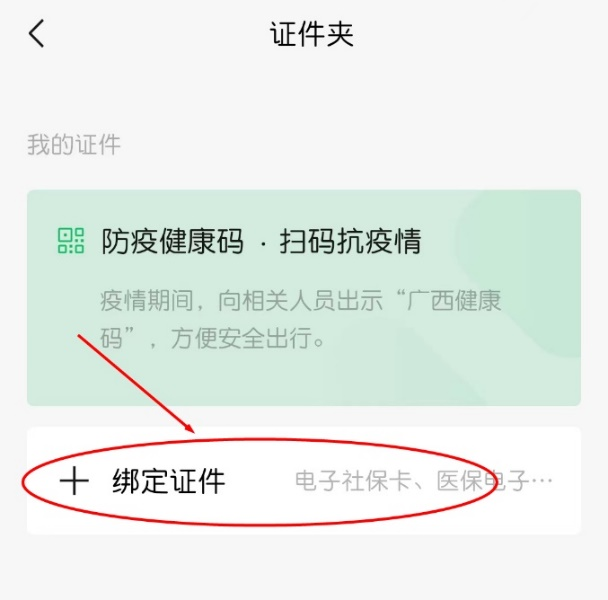 证件夹
我的证件
防疫健康码 · 扫码抗疫情
疫情期间，向相关人员出示“广西健康
码”，方便安全出行。
绑定证件 电子社保卡、医保电子…